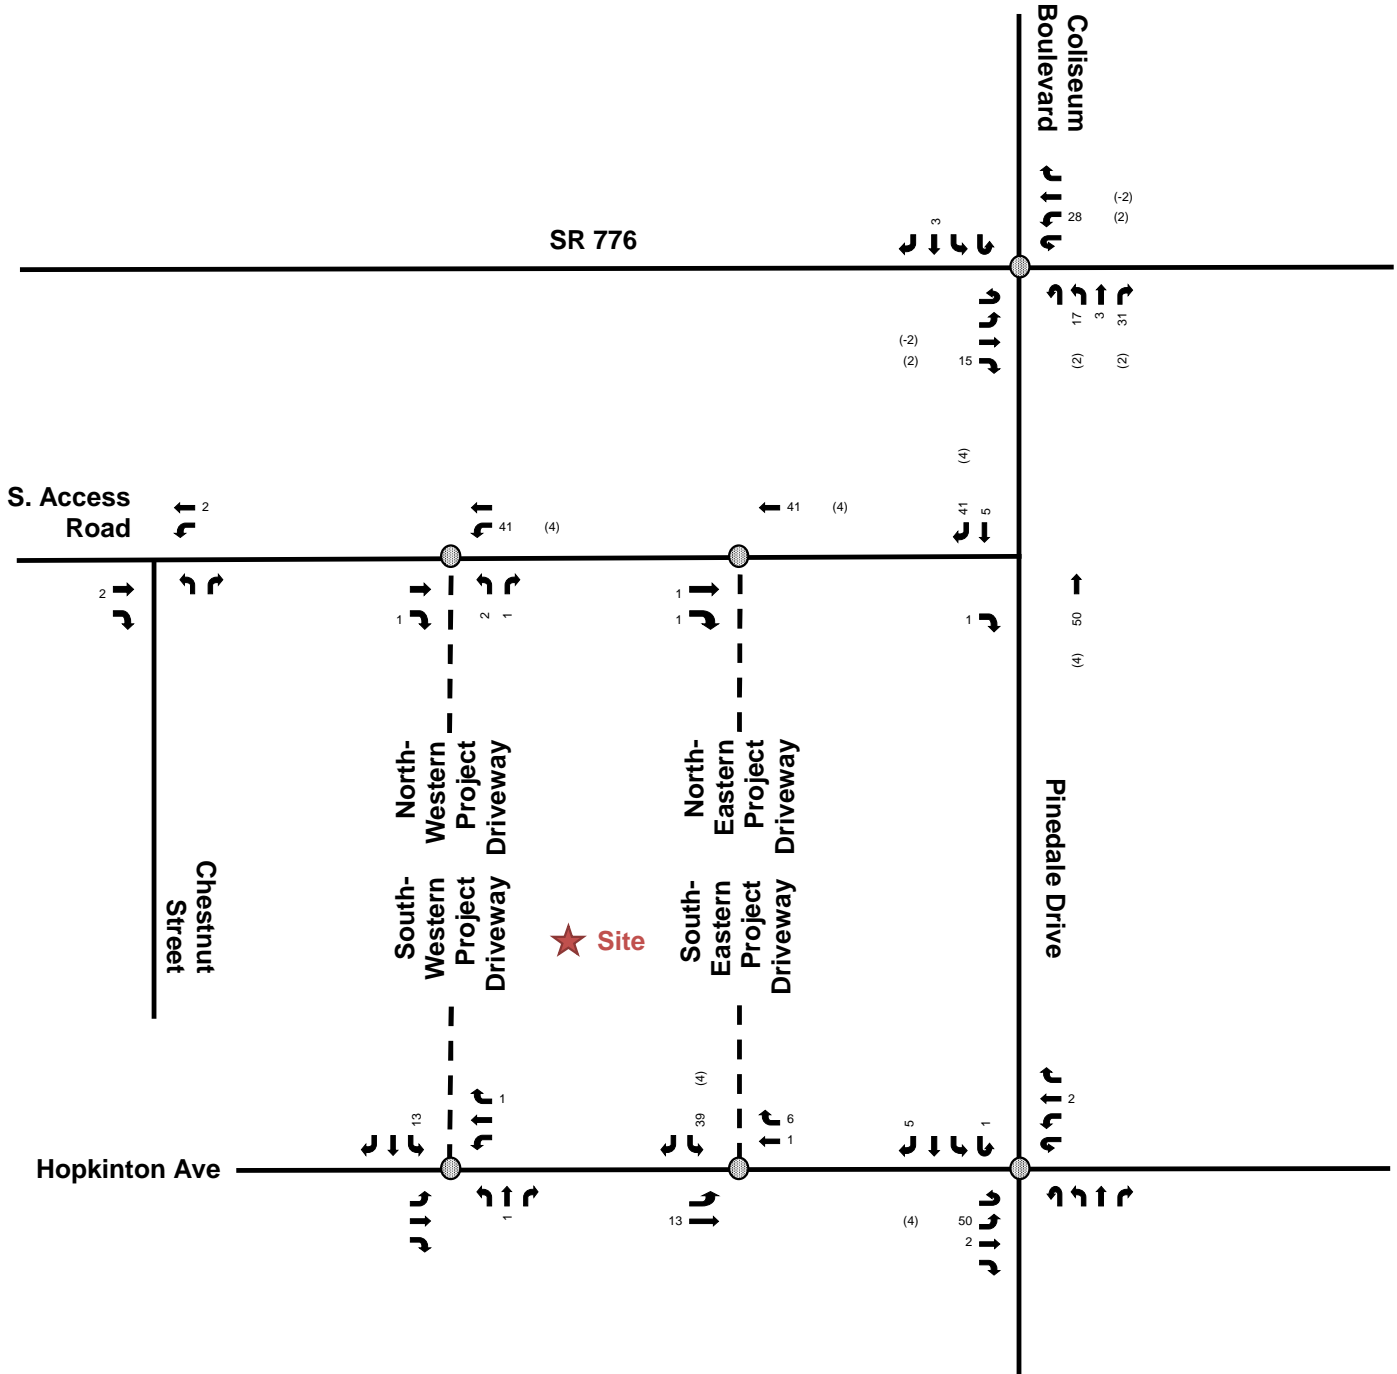 Coliseum
Boulevard
(-2)
28 (2)
3
SR 776
17 3 31
(2) (2)
(-2)
(2) 15
(4)
41 5
S. Access
Road
2
41 (4)
41 (4)
2
1
2 1
1
1
1
50
(4)
North-
Western
Project
Driveway
North-
Eastern
Project
Driveway
Pinedale Drive
Chestnut
Street
South-
Western
Project
Driveway
Site
South-
Eastern
Project
Driveway
13
1
(4)
39
6
1
5 1
2
Hopkinton Ave
1
13
(4) 50
2